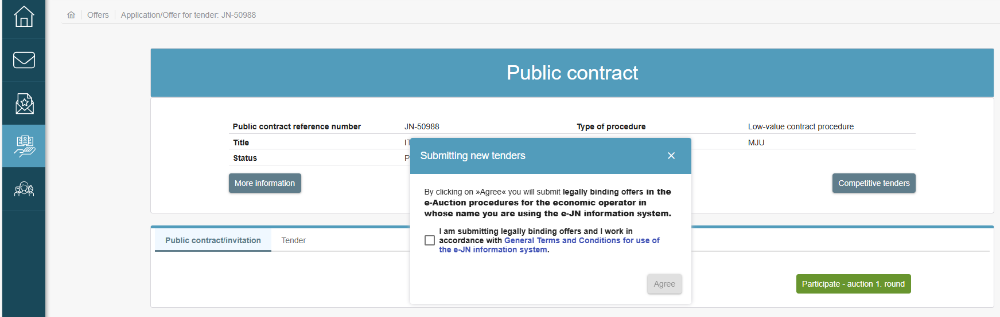 Offers
Application/Offer for tender: JN-50988
Public contract
Public contract reference number JN-50988 Type of procedure Low-value contract procedure
Title IT MJU
Status P
More information
Competitive tenders
Submitting new tenders
By clicking on »Agree« you will submit legally binding offers in the
e-Auction procedures for the economic operator in
whose name you are using the e-JN information system.
I am submitting legally binding offers and I work in
accordance with General Terms and Conditions for use of
the e-JN information system.
Agree
Public contract/invitation Tender
Participate - auction 1. round